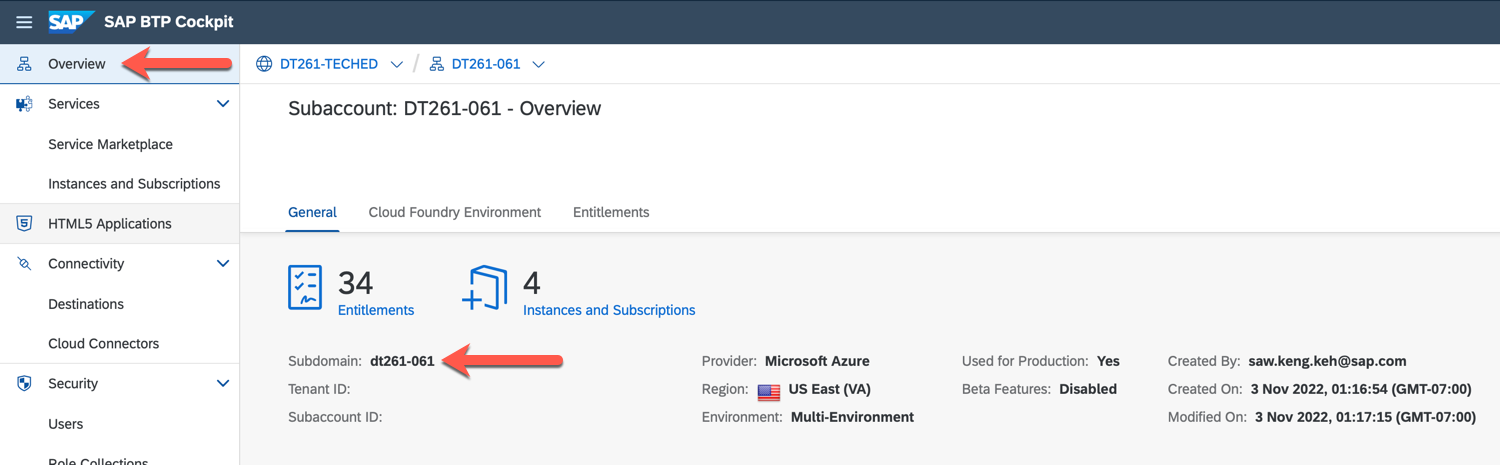 SAP SAP BTP Cockpit
Overview
DT261-TECHED / DT261-061
Services
Subaccount: DT261-061 - Overview
Service Marketplace
Instances and Subscriptions
General Cloud Foundry Environment Entitlements
HTML5 Applications
Connectivity
34
Entitlements
4
Instances and Subscriptions
Destinations
Cloud Connectors
Subdomain: dt261-061 Provider: Microsoft Azure Used for Production: Yes Created By: saw.keng.keh@sap.com
Tenant ID: Region: US East (VA) Beta Features: Disabled Created On: 3 Nov 2022, 01:16:54 (GMT-07:00)
Subaccount ID: Environment: Multi-Environment Modified On: 3 Nov 2022, 01:17:15 (GMT-07:00)
Security
Users
Role Collections